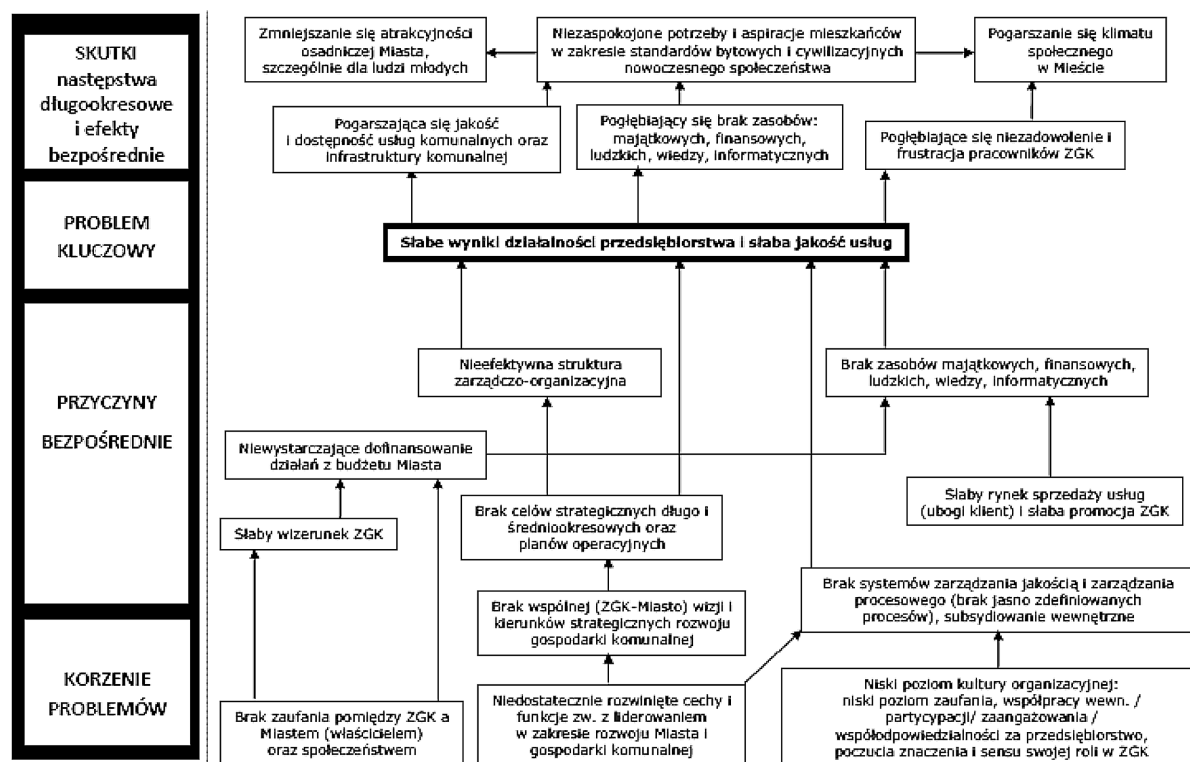 SKUTKI
następstwa
długookresowe
i efekty
bezpośrednie
Zmniejszanie się atrakcyjności
osadniczej Miasta,
szczególnie dla ludzi młodych
Niezaspokojone potrzeby i aspiracje mieszkańców
w zakresie standardów bytowych i cywilizacyjnych
nowoczesnego społeczeństwa
Pogarszanie się klimatu
społecznego
w Mieście
Pogarszająca się jakość
i dostępność usług komunalnych oraz
infrastruktury komunalnej
Pogłębiający się brak zasobów:
majątkowych, finansowych,
ludzkich, wiedzy, informatycznych
Pogłębiające się niezadowolenie i
frustracja pracowników ZGK
PROBLEM
KLUCZOWY
Słabe wyniki działalności przedsiębiorstwa i słaba jakość usług
PRZYCZYNY
BEZPOŚREDNIE
Nieefektywna struktura
zarządczo-organizacyjna
Brak zasobów majątkowych, finansowych,
ludzkich, wiedzy, informatycznych
Niewystarczające dofinansowanie
działań z budżetu Miasta
Słaby wizerunek ZGK
Brak celów strategicznych długo i
średniookresowych oraz
planów operacyjnych
Słaby rynek sprzedaży usług
(ubogi klient) i słaba promocja ZGK
Brak wspólnej (ZGK-Miasto) wizji i
kierunków strategicznych rozwoju
gospodarki komunalnej
Brak systemów zarządzania jakością i zarządzania
procesowego (brak jasno zdefiniowanych
procesów), subsydiowanie wewnętrzne
KORZENIE
PROBLEMÓW
Brak zaufania pomiędzy ZGK a
Miastem (właścicielem)
oraz społeczeństwem
Niedostatecznie rozwinięte cechy i
funkcje zw. z liderowaniem
w zakresie rozwoju Miasta i
gospodarki komunalnej
Niski poziom kultury organizacyjnej:
niski poziom zaufania, współpracy wewn. /
partycypacji/ zaangażowania /
współodpowiedzialności za przedsiębiorstwo,
poczucia znaczenia i sensu swojej roli w ZGK